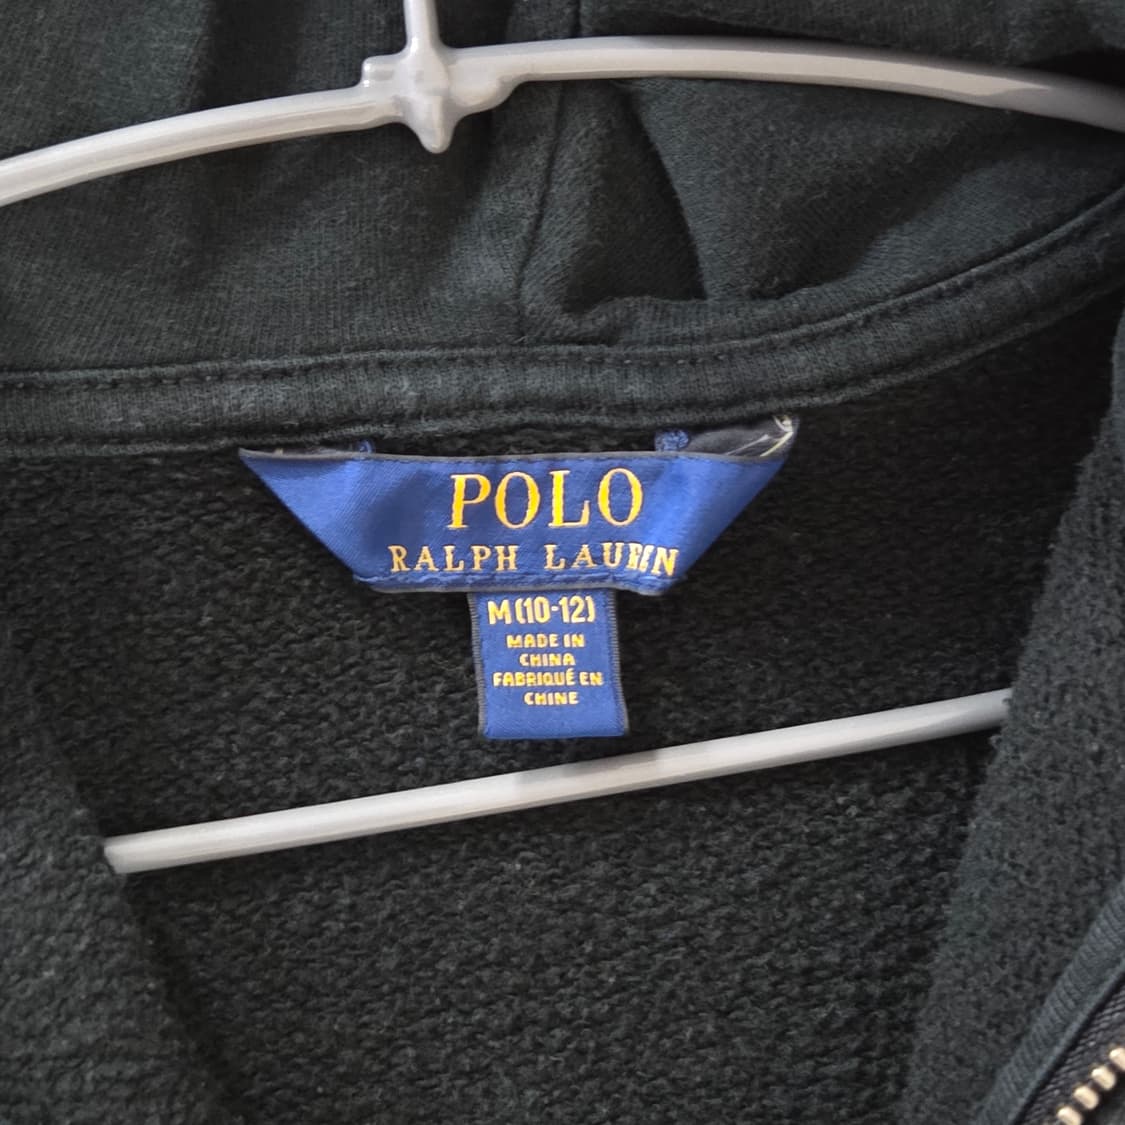 POLO
RALPH LAUREN
M(10-12)
MADE IN
CHINA
FABRIQUÉ EN
CHINE